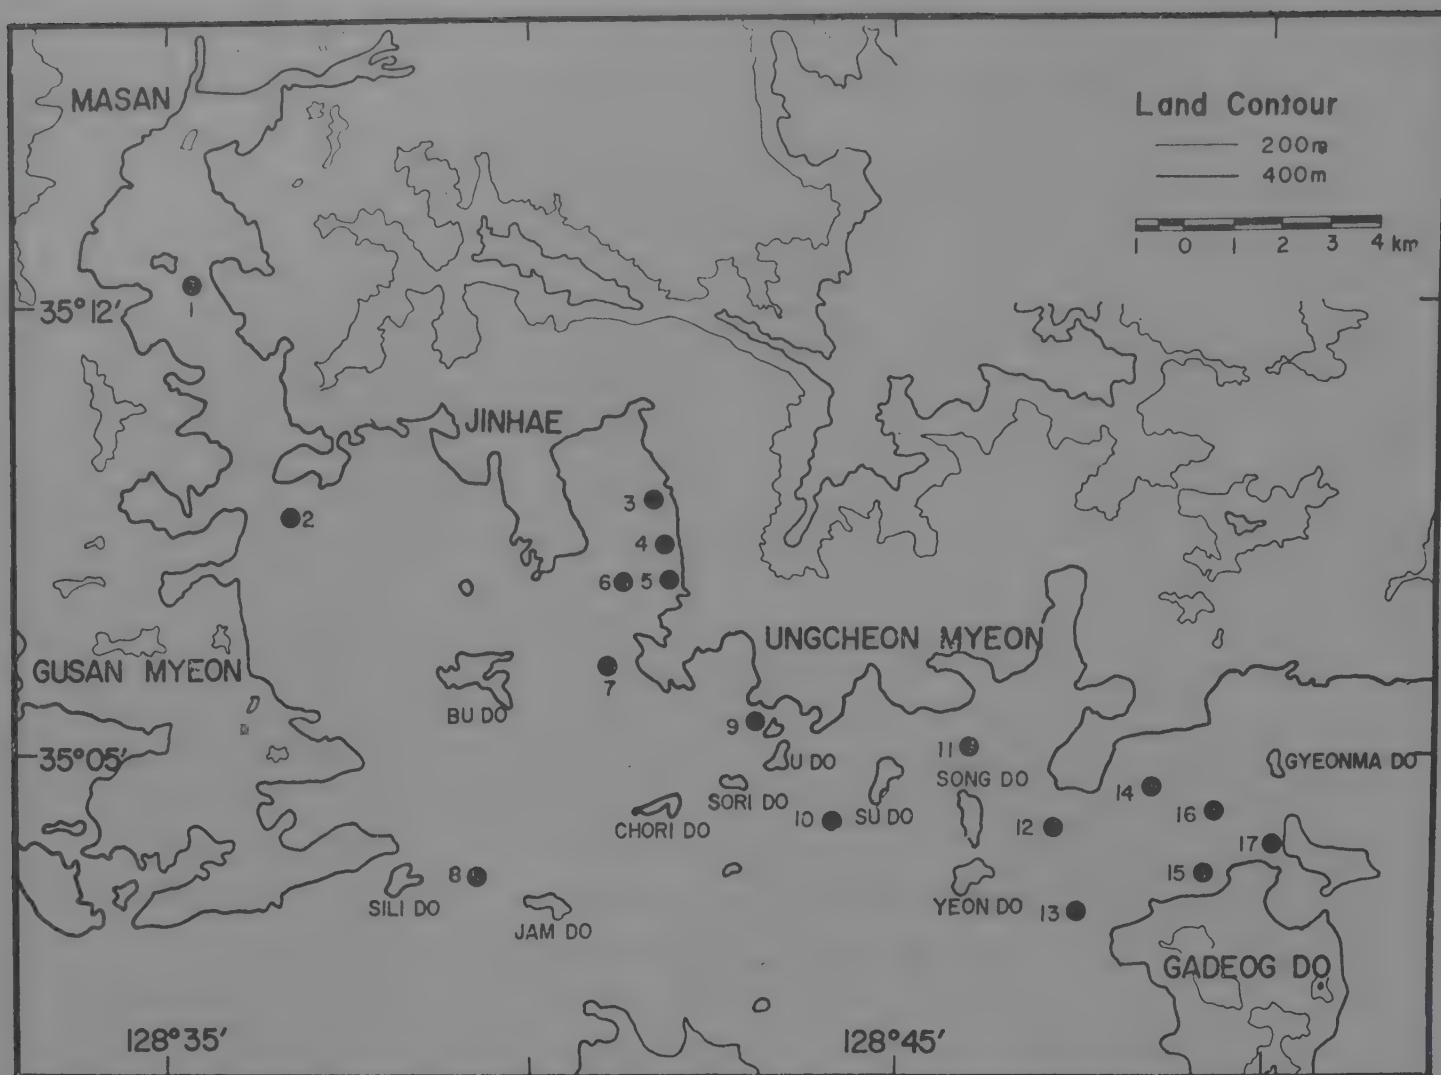 MASAN
Land Contour
200m
400m
1 0 1 2 3 4 km
35°12′
1
JINHAE
3
2
4
6
5
UNGCHEON MYEON
GUSAN MYEON
7
BU DO
9
35°05′
U DO
11
GYEONMA DO
SONG DO
SORI DO
14
CHORI DO
10
SU DO
12
16
17
8
15
SILI DO
YEON DO
13
JAM DO
GADEOG DO
128°35′
128°45′